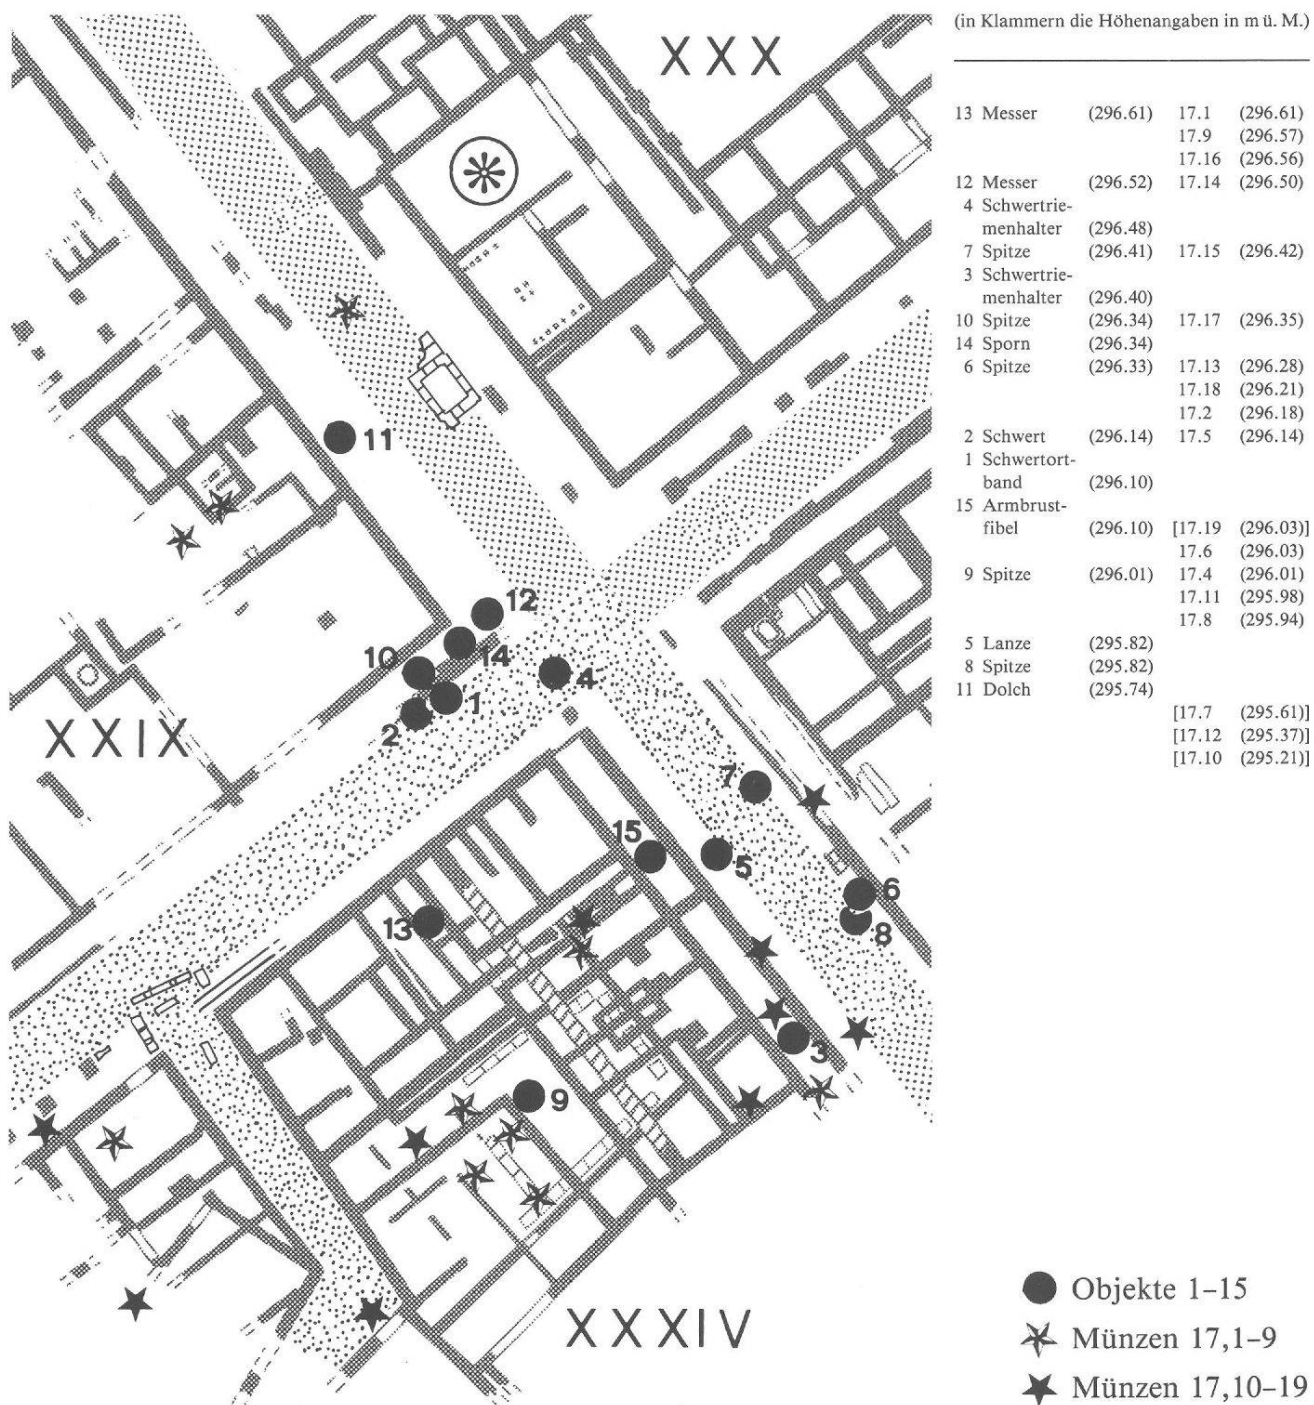 (in Klammern die Höhenangaben in m ü. M.)
13 Messer (296.61) 17.1 (296.61)
17.9 (296.57)
17.16 (296.56)
12 Messer (296.52) 17.14 (296.50)
4 Schwertrie-
menhalter (296.48)
7 Spitze (296.41) 17.15 (296.42)
3 Schwertrie-
menhalter (296.40)
10 Spitze (296.34) 17.17 (296.35)
14 Sporn (296.34)
6 Spitze (296.33) 17.13 (296.28)
17.18 (296.21)
17.2 (296.18)
2 Schwert (296.14) 17.5 (296.14)
1 Schwertort-
band (296.10)
15 Armbrust-
fibel (296.10) [17.19 (296.03)]
17.6 (296.03)
9 Spitze (296.01) 17.4 (296.01)
17.11 (295.98)
17.8 (295.94)
5 Lanze (295.82)
8 Spitze (295.82)
11 Dolch (295.74)
[17.7 (295.61)]
[17.12 (295.37)]
[17.10 (295.21)]
XXX
11
12
14
10
4
1
2
XXIX
7
15
5
6
13
8
3
9
XXXIV
Objekte 1–15
Münzen 17,1–9
Münzen 17,10–19